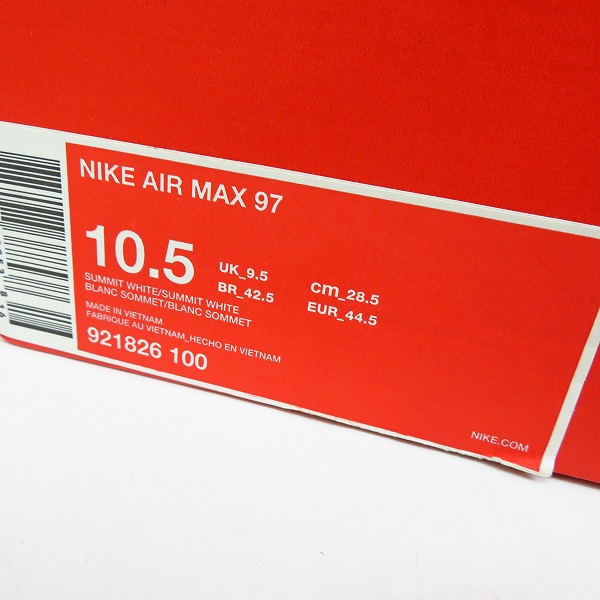 NIKE AIR MAX 97
10.5
UK_9.5
cm_28.5
BR_42.5
EUR_44.5
SUMMIT WHITE/SUMMIT WHITE
BLANC SOMMET/BLANC SOMMET
MADE IN VIETNAM
FABRIQUE AU VIETNAM_HECHO EN VIETNAM
921826 100
NIKE.COM